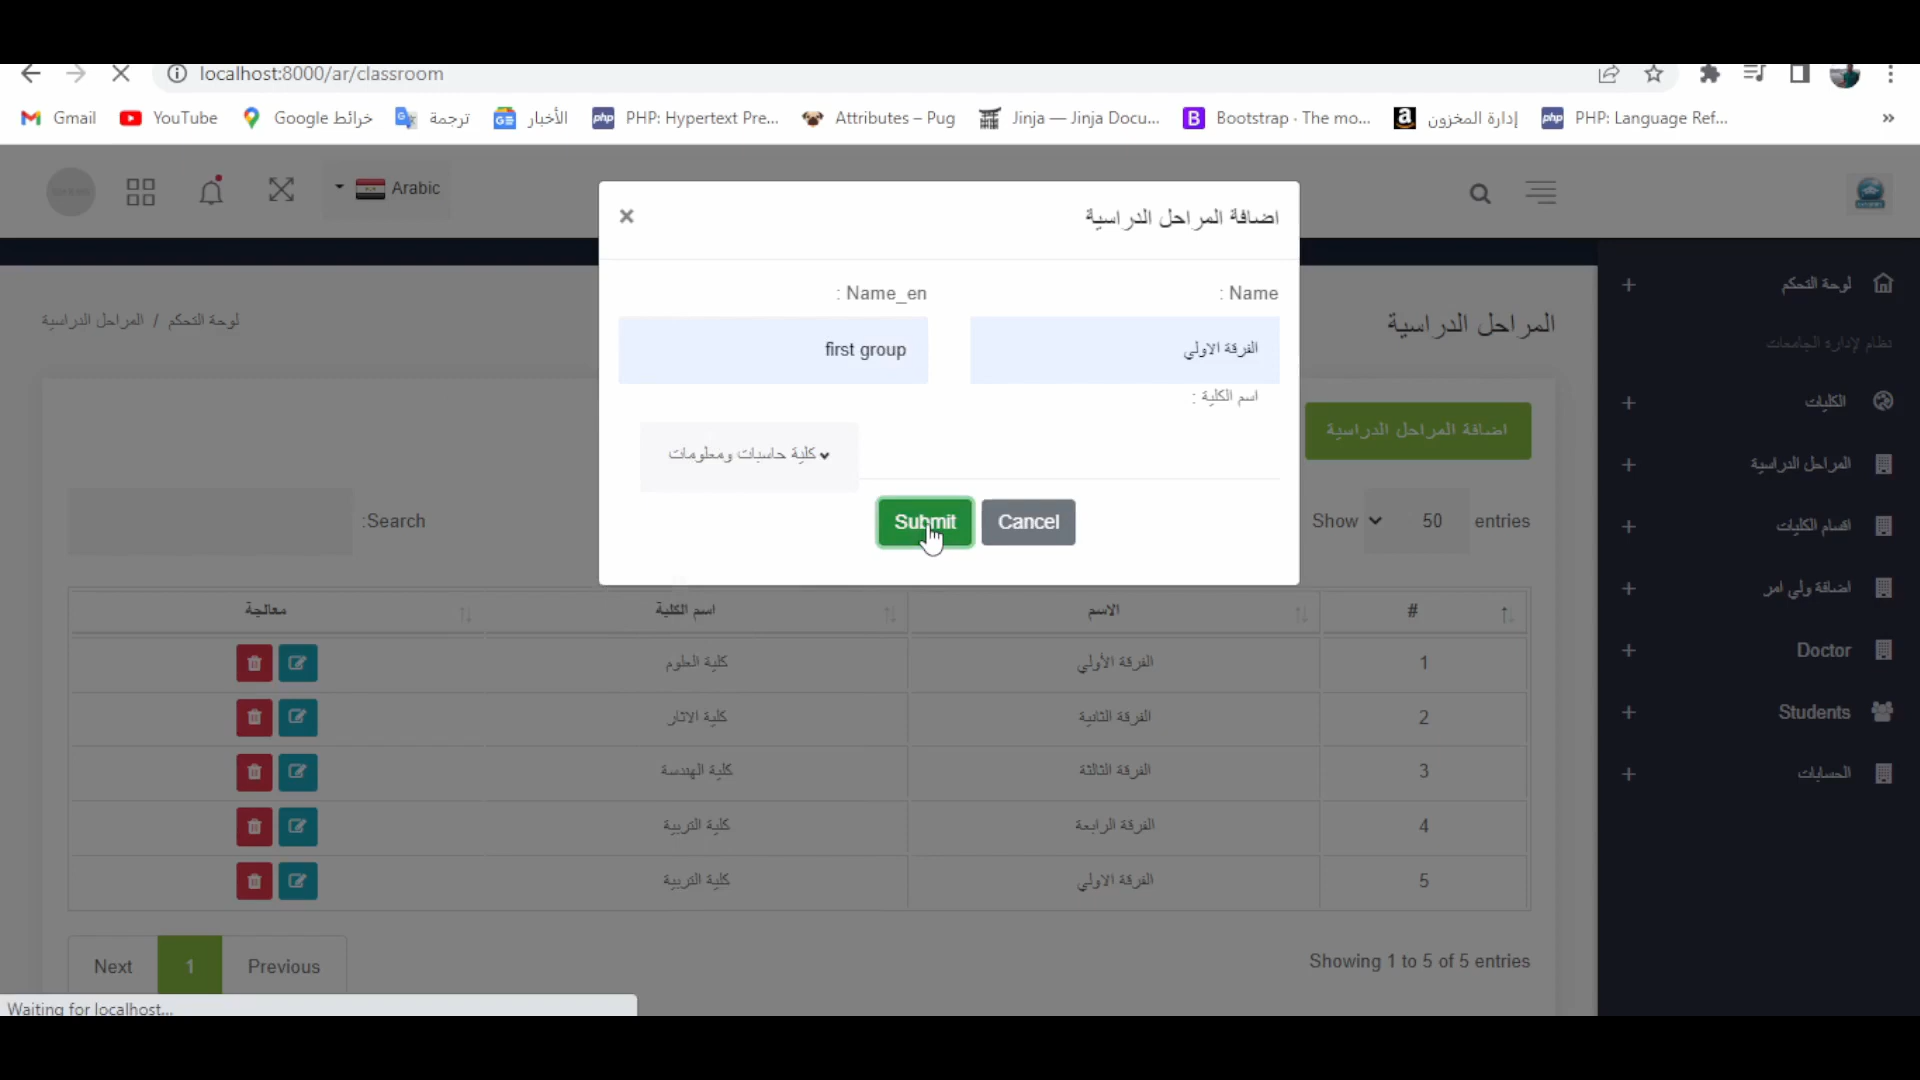 localhost:8000/ar/classroom
Gmail
YouTube
خرائط Google
ترجمة
الأخبار
PHP: Hypertext Pre...
Attributes – Pug
Jinja — Jinja Docu...
Bootstrap · The mo...
إدارة المخزون
PHP: Language Ref...
»
Arabic
اضافة المراحل الدراسية
×
Name :
Name_en :
الفرقة الاولي
first group
اسم الكلية :
كلية حاسبات ومعلومات
Submit
Cancel
لوحة التحكم
نظام لإدارة الجامعات
الكليات
المراحل الدراسية
اقسام الكليات
اضافة ولي امر
Doctor
Students
الحسابات
المراحل الدراسية
لوحة التحكم / المراحل الدراسية
اضافة المراحل الدراسية
Show 50 entries
Search:
# الاسم اسم الكلية معالجة
1 الفرقة الأولي كلية العلوم
2 الفرقة الثانية كلية الاثار
3 الفرقة الثالثة كلية الهندسة
4 الفرقة الرابعة كلية التربية
5 الفرقة الاولي كلية التربية
Showing 1 to 5 of 5 entries
Previous 1 Next
Waiting for localhost...